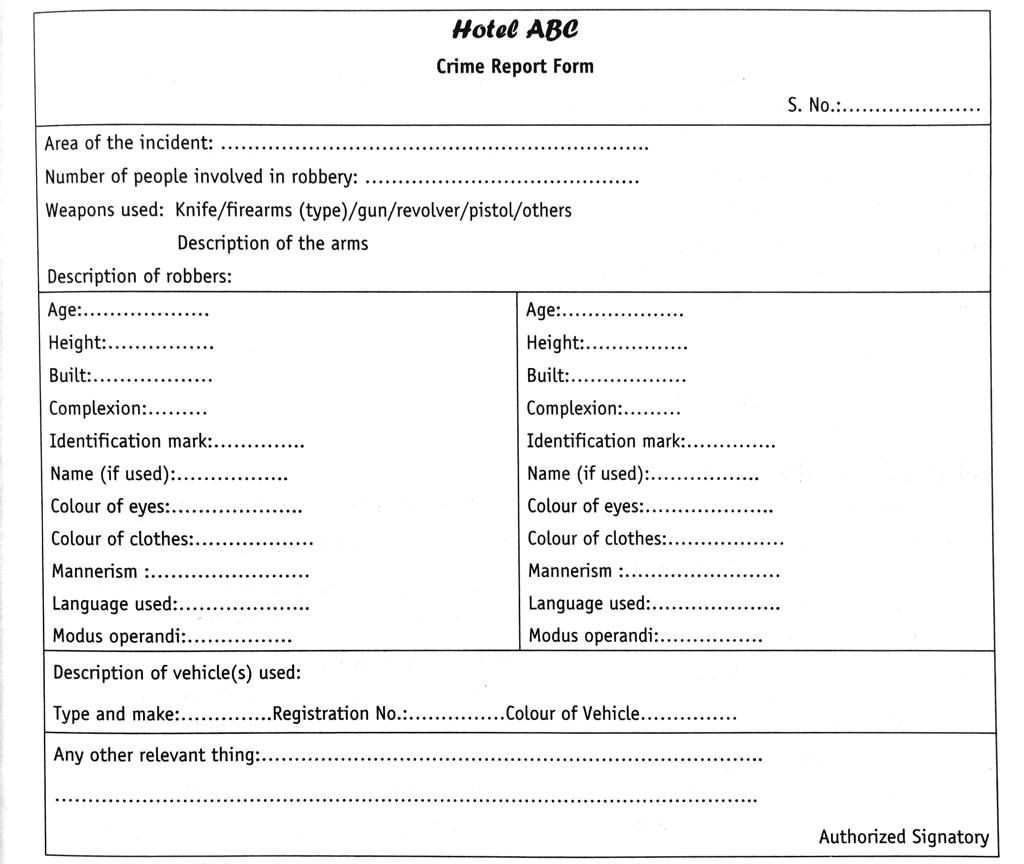 Hotel ABC
Crime Report Form
S. No.:.....................
Area of the incident: .................................................................
Number of people involved in robbery: .........................................
Weapons used: Knife/firearms (type)/gun/revolver/pistol/others
Description of the arms
Description of robbers:
Age:...................
Height:................
Built:..................
Complexion:.........
Identification mark:..............
Name (if used):.................
Colour of eyes:....................
Colour of clothes:..................
Mannerism :........................
Language used:....................
Modus operandi:................
Age:...................
Height:................
Built:..................
Complexion:.........
Identification mark:..............
Name (if used):.................
Colour of eyes:....................
Colour of clothes:..................
Mannerism :........................
Language used:....................
Modus operandi:................
Description of vehicle(s) used:
Type and make:..............Registration No.:...............Colour of Vehicle...............
Any other relevant thing:............................................................................
...........................................................................................................
Authorized Signatory